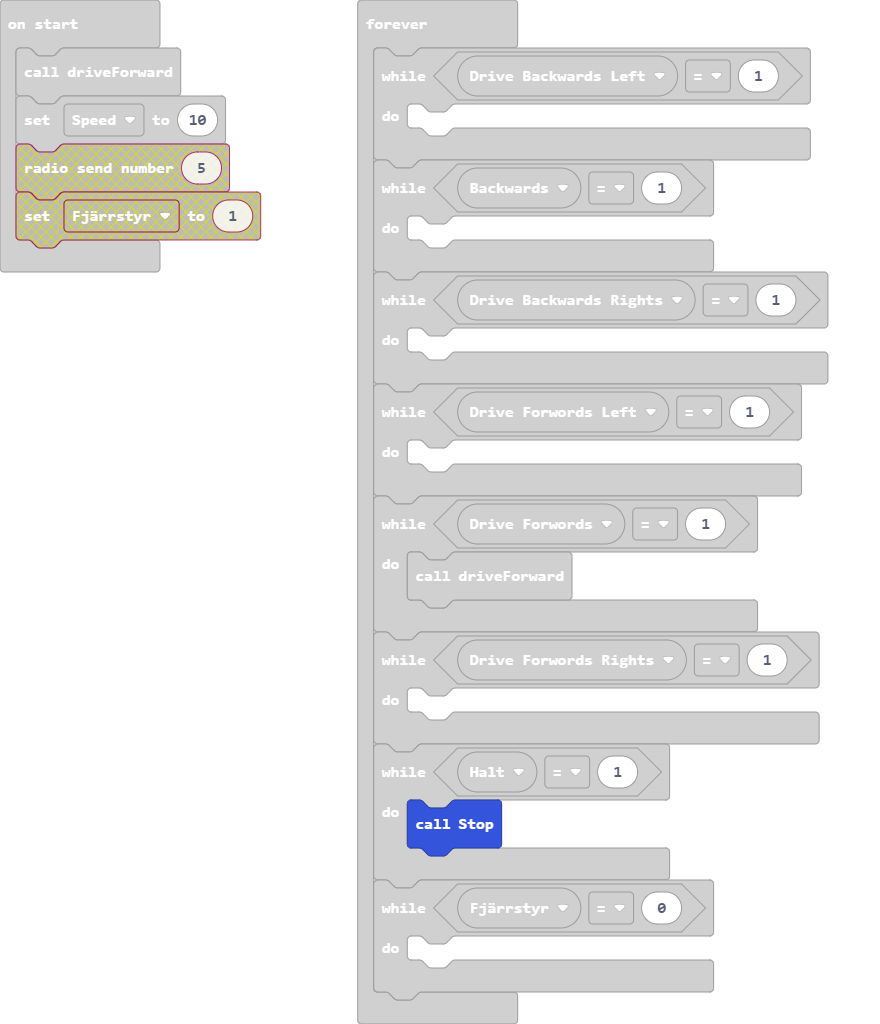 on start
call driveForward
set Speed to 10
radio send number 5
set Fjärrstyr to 1
forever
while Drive Backwards Left = 1
do
while Backwards = 1
do
while Drive Backwards Rights = 1
do
while Drive Forwords Left = 1
do
while Drive Forwords = 1
do
call driveForward
while Drive Forwords Rights = 1
do
while Halt = 1
do
call Stop
while Fjärrstyr = 0
do